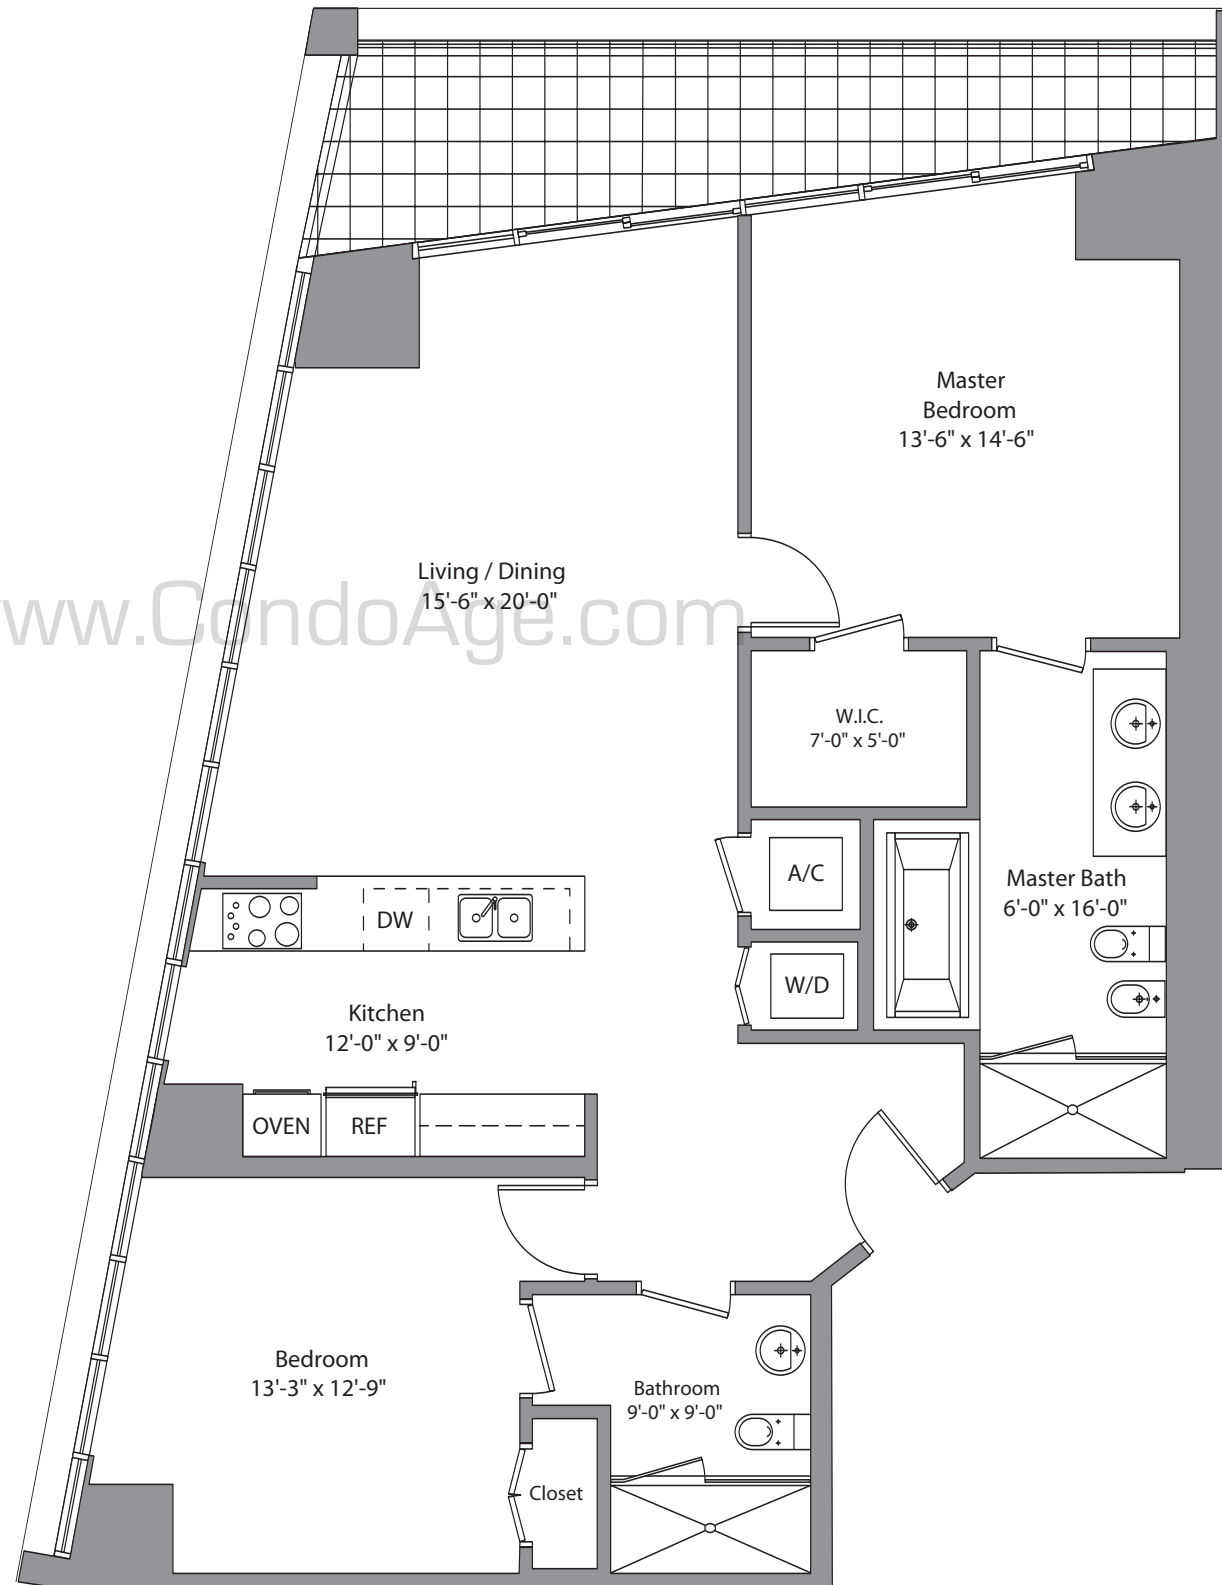 Master
Bedroom
13'-6" x 14'-6"
Living / Dining
15'-6" x 20'-0"
www.CondoAge.com
W.I.C.
7'-0" x 5'-0"
A/C
Master Bath
6'-0" x 16'-0"
DW
W/D
Kitchen
12'-0" x 9'-0"
OVEN
REF
Bedroom
13'-3" x 12'-9"
Bathroom
9'-0" x 9'-0"
Closet